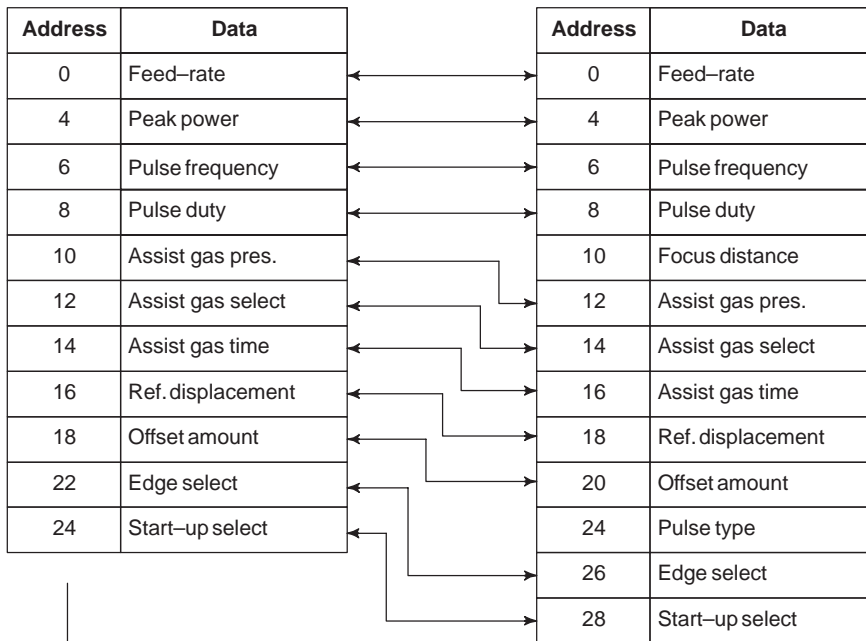 Address Data
0 Feed–rate
4 Peak power
6 Pulse frequency
8 Pulse duty
10 Assist gas pres.
12 Assist gas select
14 Assist gas time
16 Ref. displacement
18 Offset amount
22 Edge select
24 Start–up select
Address Data
0 Feed–rate
4 Peak power
6 Pulse frequency
8 Pulse duty
10 Focus distance
12 Assist gas pres.
14 Assist gas select
16 Assist gas time
18 Ref. displacement
20 Offset amount
24 Pulse type
26 Edge select
28 Start–up select